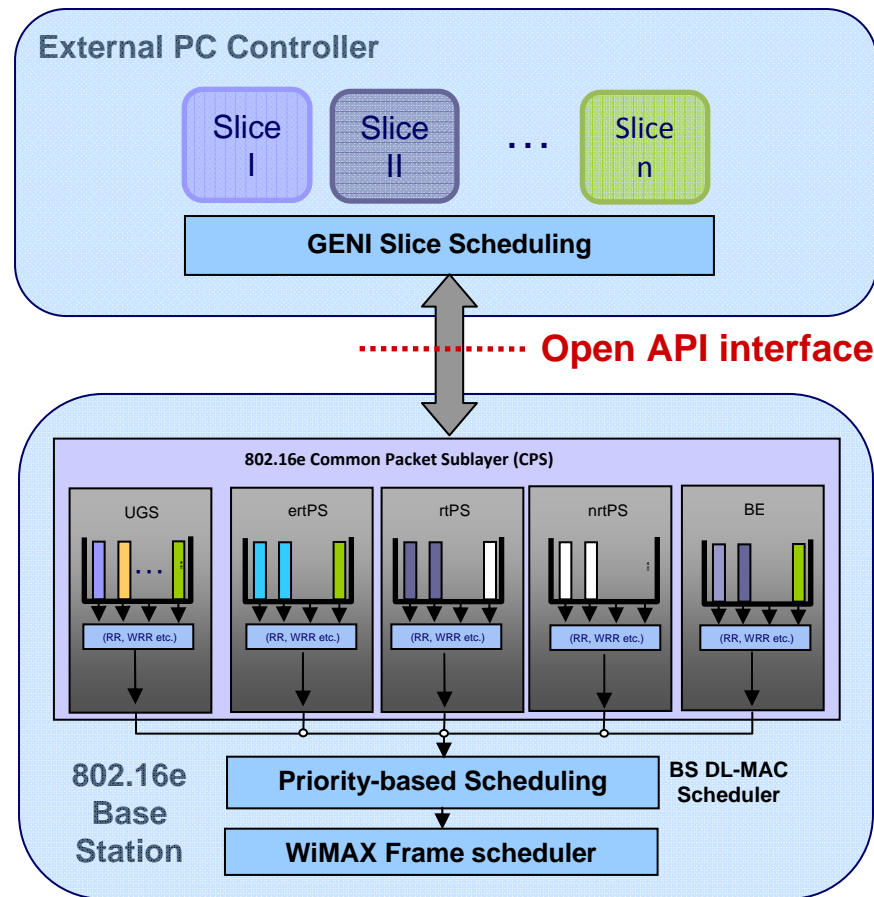 External PC Controller
Slice
I
Slice
II
...
Slice
n
GENI Slice Scheduling
Open API interface
802.16e Common Packet Sublayer (CPS)
UGS
ertPS
rtPS
nrtPS
BE
...
(RR, WRR etc.)
(RR, WRR etc.)
(RR, WRR etc.)
(RR, WRR etc.)
(RR, WRR etc.)
802.16e
Base
Station
Priority-based Scheduling
BS DL-MAC
Scheduler
WiMAX Frame scheduler